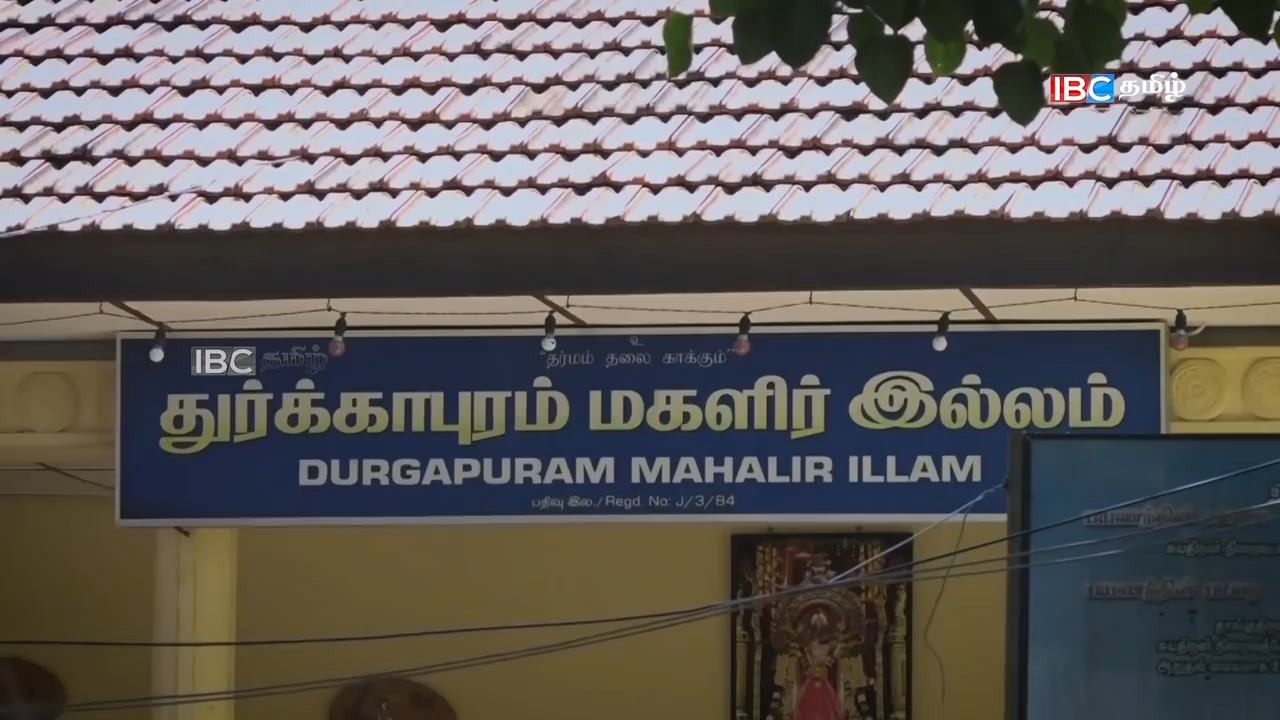 IBC தமிழ்
IBC தமிழ்
உ
"தர்மம் தலை காக்கும்"
துர்க்காபுரம் மகளிர் இல்லம்
DURGAPURAM MAHALIR ILLAM
பதிவு இல./Regd. No: J/3/84